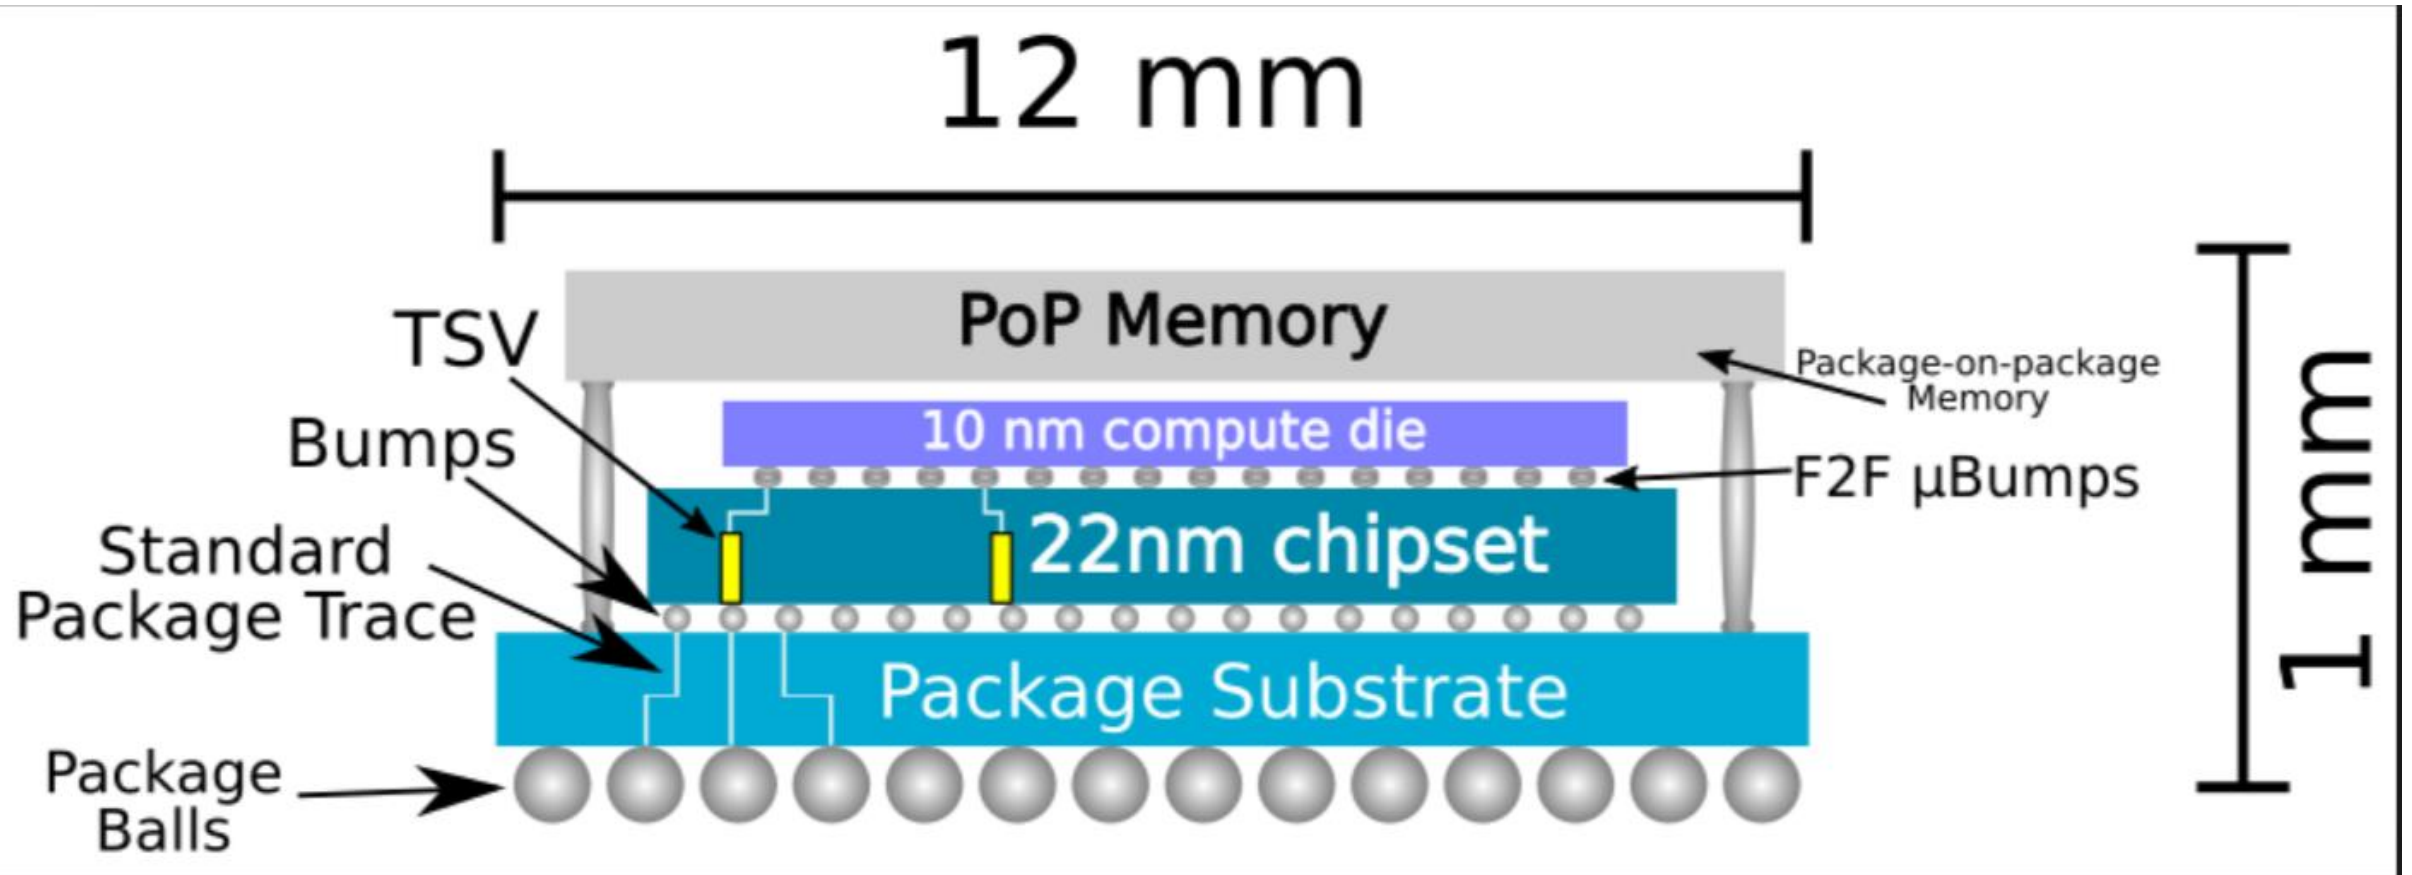 12 mm
PoP Memory
TSV
Package-on-package
Memory
10 nm compute die
Bumps
F2F µBumps
22nm chipset
Standard
Package Trace
1 mm
Package Substrate
Package
Balls